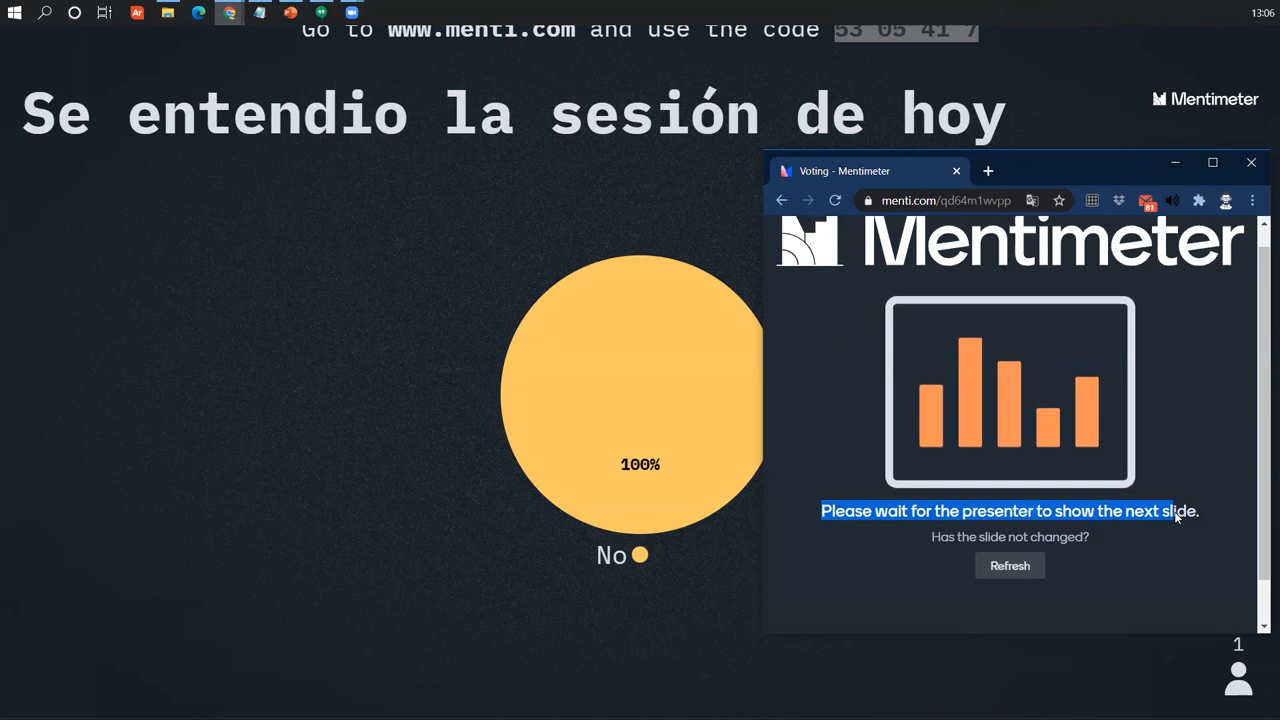 13:06
Go to www.menti.com and use the code 53 05 41 7
Se entendio la sesión de hoy
Mentimeter
Voting - Mentimeter
menti.com/qd64m1wvpp
81
Mentimeter
Please wait for the presenter to show the next slide.
Has the slide not changed?
Refresh
100%
No
1